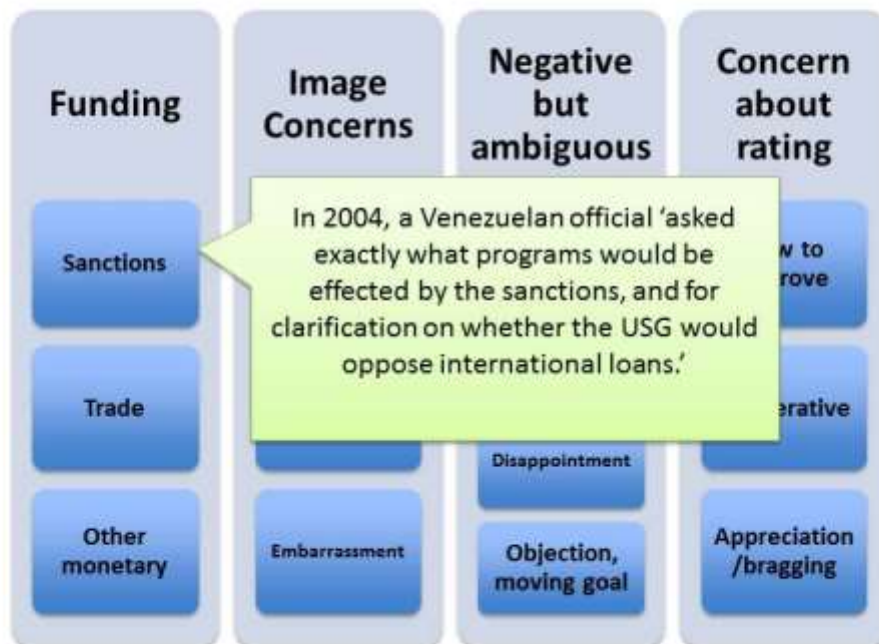 Funding
Image
Concerns
Negative
but
ambiguous
Concern
about
rating
In 2004, a Venezuelan official ‘asked
exactly what programs would be
effected by the sanctions, and for
clarification on whether the USG would
oppose international loans.’
Sanctions
Trade
Other
monetary
Embarrassment
Disappointment
Objection,
moving goal
to
Appreciation
/bragging